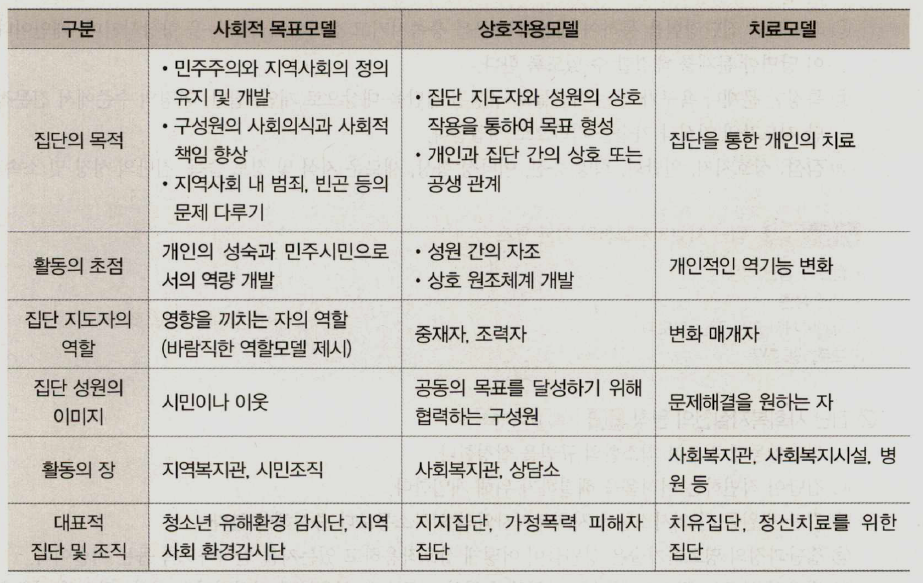 구분 사회적 목표모델 상호작용모델 치료모델
집단의 목적
• 민주주의와 지역사회의 정의
유지 및 개발
• 구성원의 사회의식과 사회적
책임 향상
• 지역사회 내 범죄, 빈곤 등의
문제 다루기
• 집단 지도자와 성원의 상호
작용을 통하여 목표 형성
• 개인과 집단 간의 상호 또는
공생 관계
집단을 통한 개인의 치료
활동의 초점
개인의 성숙과 민주시민으로
서의 역량 개발
• 성원 간의 자조
• 상호 원조체계 개발
개인적인 역기능 변화
집단 지도자의
역할
영향을 끼치는 자의 역할
(바람직한 역할모델 제시)
중재자, 조력자
변화 매개자
집단 성원의
이미지
시민이나 이웃
공동의 목표를 달성하기 위해
협력하는 구성원
문제해결을 원하는 자
활동의 장
지역복지관, 시민조직
사회복지관, 상담소
사회복지관, 사회복지시설, 병
원 등
대표적
집단 및 조직
청소년 유해환경 감시단, 지역
사회 환경감시단
지지집단, 가정폭력 피해자
집단
치유집단, 정신치료를 위한
집단